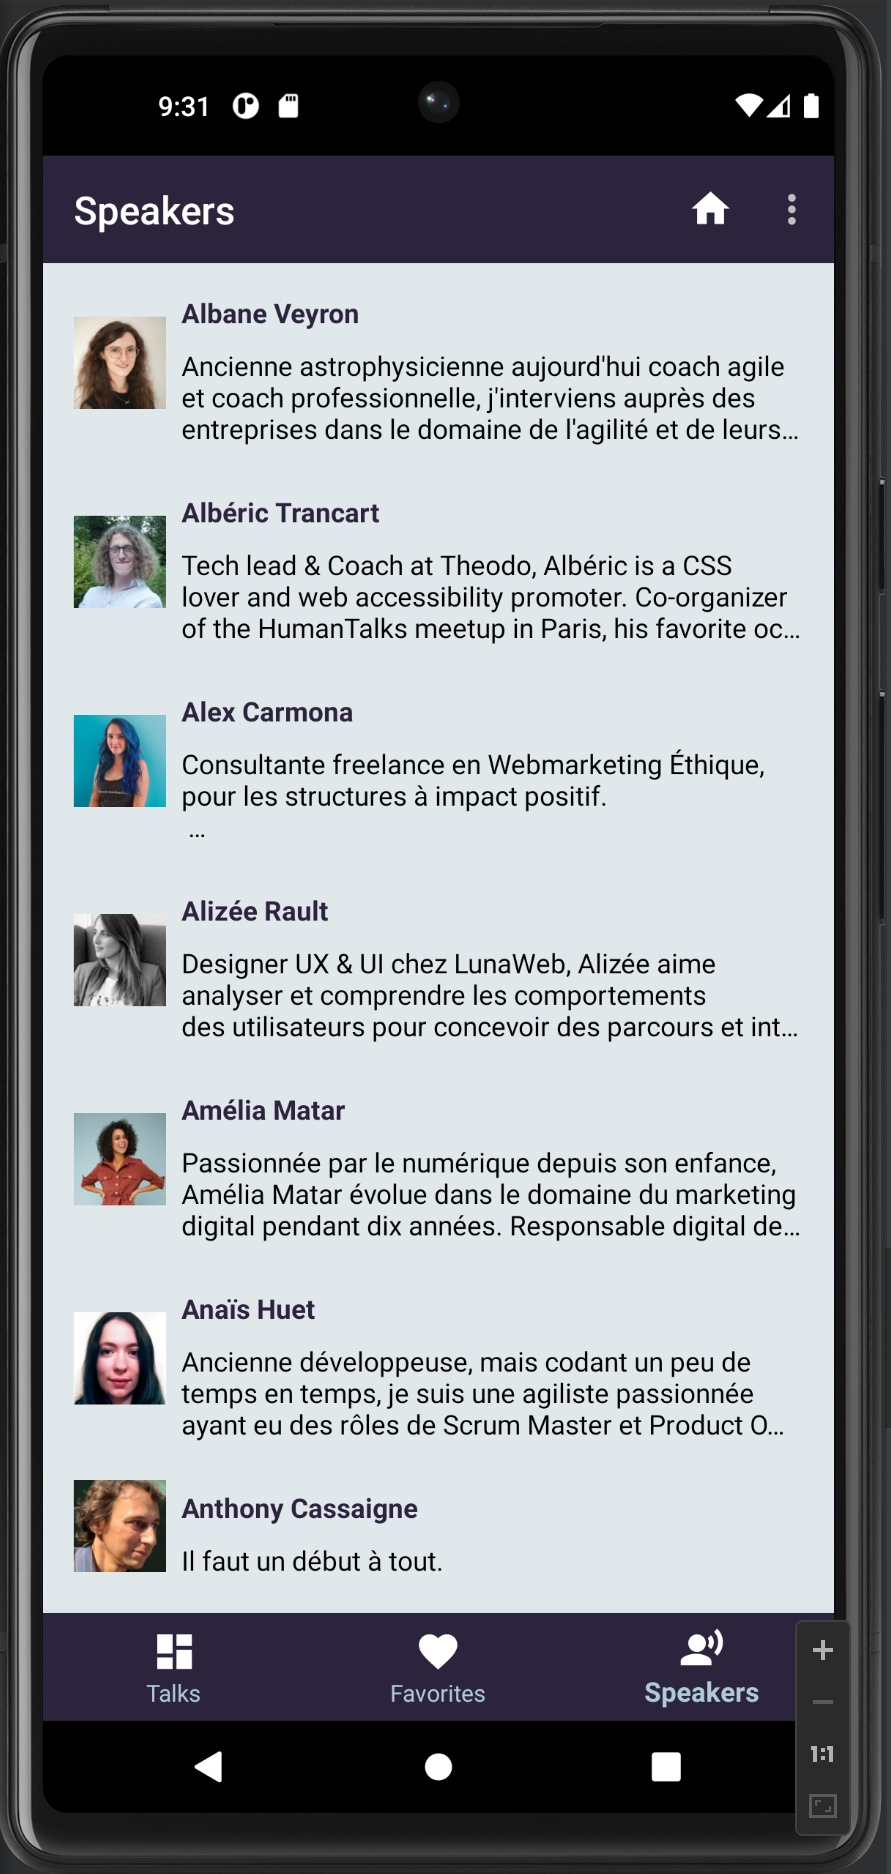 9:31
Speakers
Albane Veyron
Ancienne astrophysicienne aujourd'hui coach agile
et coach professionnelle, j'interviens auprès des
entreprises dans le domaine de l'agilité et de leurs…
Albéric Trancart
Tech lead & Coach at Theodo, Albéric is a CSS
lover and web accessibility promoter. Co-organizer
of the HumanTalks meetup in Paris, his favorite oc…
Alex Carmona
Consultante freelance en Webmarketing Éthique,
pour les structures à impact positif.
…
Alizée Rault
Designer UX & UI chez LunaWeb, Alizée aime
analyser et comprendre les comportements
des utilisateurs pour concevoir des parcours et int…
Amélia Matar
Passionnée par le numérique depuis son enfance,
Amélia Matar évolue dans le domaine du marketing
digital pendant dix années. Responsable digital de…
Anaïs Huet
Ancienne développeuse, mais codant un peu de
temps en temps, je suis une agiliste passionnée
ayant eu des rôles de Scrum Master et Product O…
Anthony Cassaigne
Il faut un début à tout.
Talks Favorites Speakers
1:1